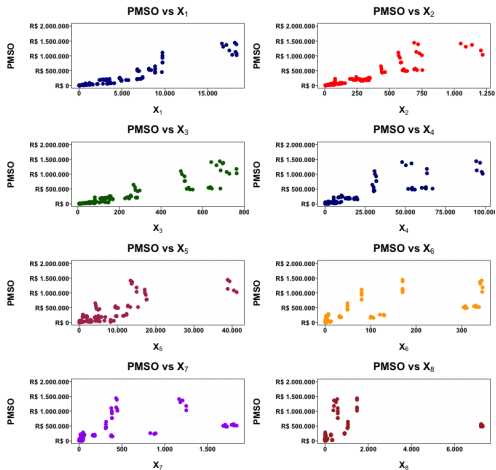 PMSO vs X1
PMSO vs X2
R$ 2.000.000
R$ 1.500.000
R$ 1.000.000
R$ 500.000
R$ 0
PMSO
0
5.000
10.000
15.000
X1
R$ 2.000.000
R$ 1.500.000
R$ 1.000.000
R$ 500.000
R$ 0
PMSO
0
250
500
750
1.000
1.250
X2
PMSO vs X3
PMSO vs X4
R$ 2.000.000
R$ 1.500.000
R$ 1.000.000
R$ 500.000
R$ 0
PMSO
0
200
400
600
800
X3
R$ 2.000.000
R$ 1.500.000
R$ 1.000.000
R$ 500.000
R$ 0
PMSO
0
25.000
50.000
75.000
100.000
X4
PMSO vs X5
PMSO vs X6
R$ 2.000.000
R$ 1.500.000
R$ 1.000.000
R$ 500.000
R$ 0
PMSO
0
10.000
20.000
30.000
40.000
X5
R$ 2.000.000
R$ 1.500.000
R$ 1.000.000
R$ 500.000
R$ 0
PMSO
0
100
200
300
X6
PMSO vs X7
PMSO vs X8
R$ 2.000.000
R$ 1.500.000
R$ 1.000.000
R$ 500.000
R$ 0
PMSO
0
500
1.000
1.500
X7
R$ 2.000.000
R$ 1.500.000
R$ 1.000.000
R$ 500.000
R$ 0
PMSO
0
2.000
4.000
6.000
X8